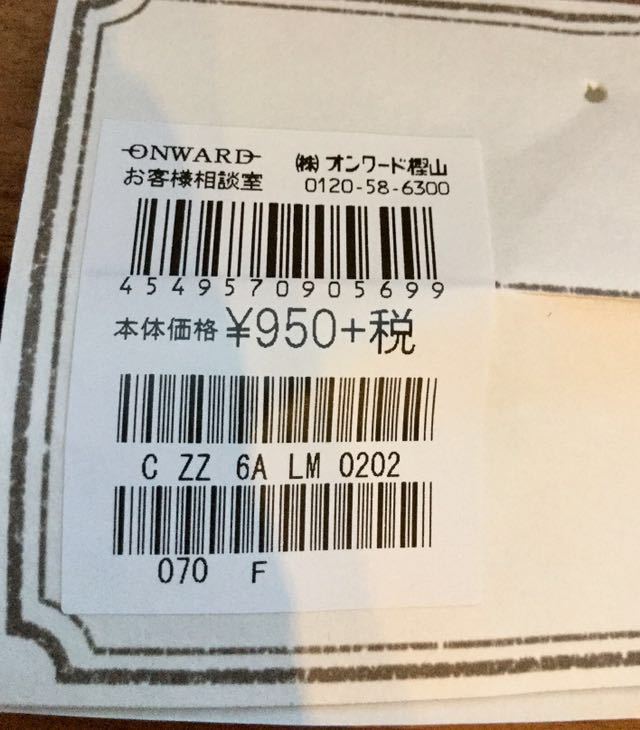 ONWARD (株)オンワード樫山
お客様相談室 0120-58-6300
4549570905699
本体価格 ¥950+税
C ZZ 6A LM 0202
070 F